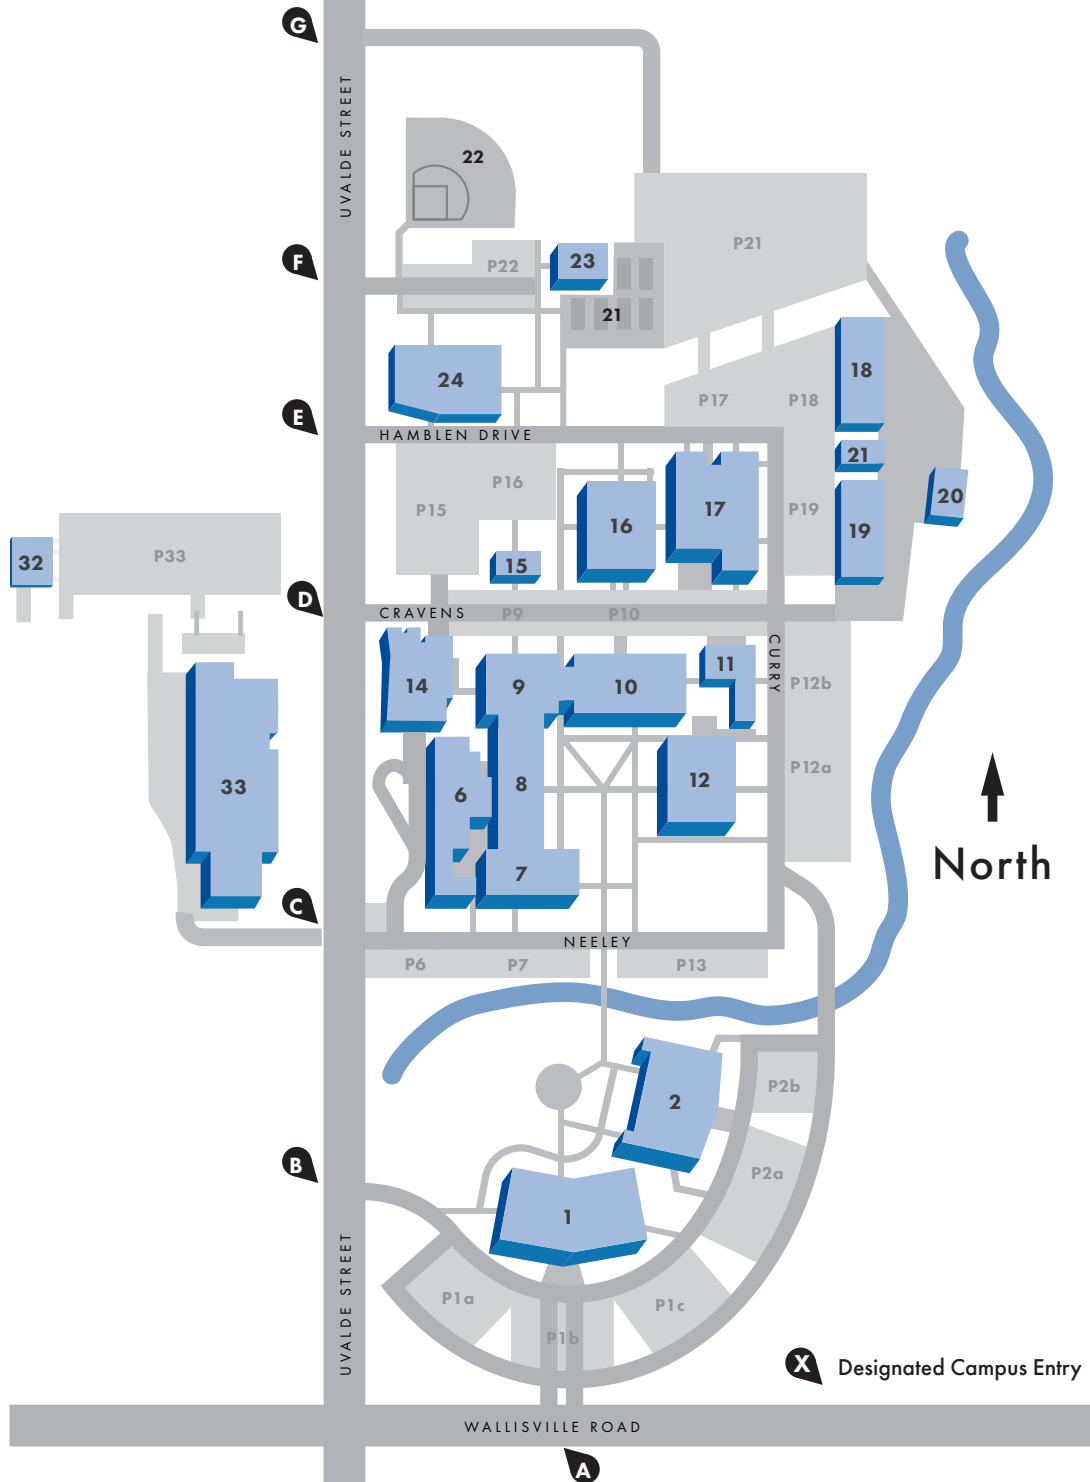 G
UVALDE STREET
22
F
P22
23
P21
21
24
18
E
P17
P18
HAMBLEN DRIVE
21
P16
P15
16
17
P19
19
20
32
P33
15
D
CRAVENS
P9
P10
CURRY
14
9
10
11
P12b
33
6
8
12
P12a
North
7
C
NEELEY
P6
P7
P13
2
P2b
B
P2a
1
UVALDE STREET
P1a
P1b
P1c
X
Designated Campus Entry
WALLISVILLE ROAD
A